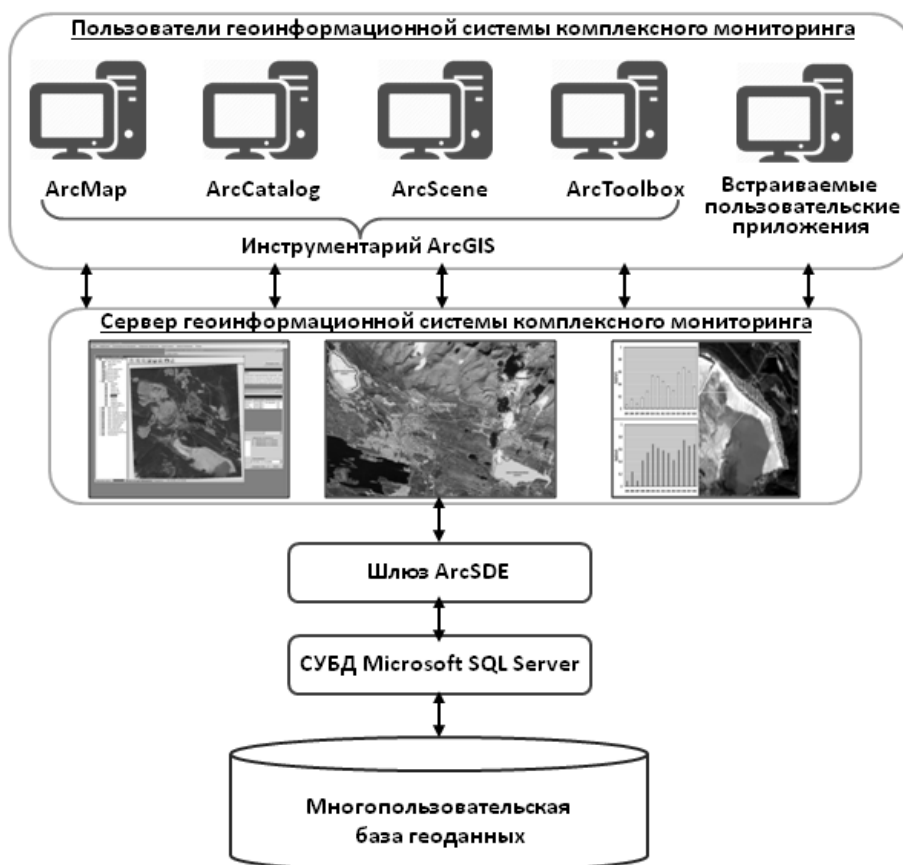 Пользователи геоинформационной системы комплексного мониторинга
ArcMap
ArcCatalog
ArcScene
ArcToolbox
Встраиваемые
пользовательские
приложения
Инструментарий ArcGIS
Сервер геоинформационной системы комплексного мониторинга
Шлюз ArcSDE
СУБД Microsoft SQL Server
Многопользовательская
база геоданных